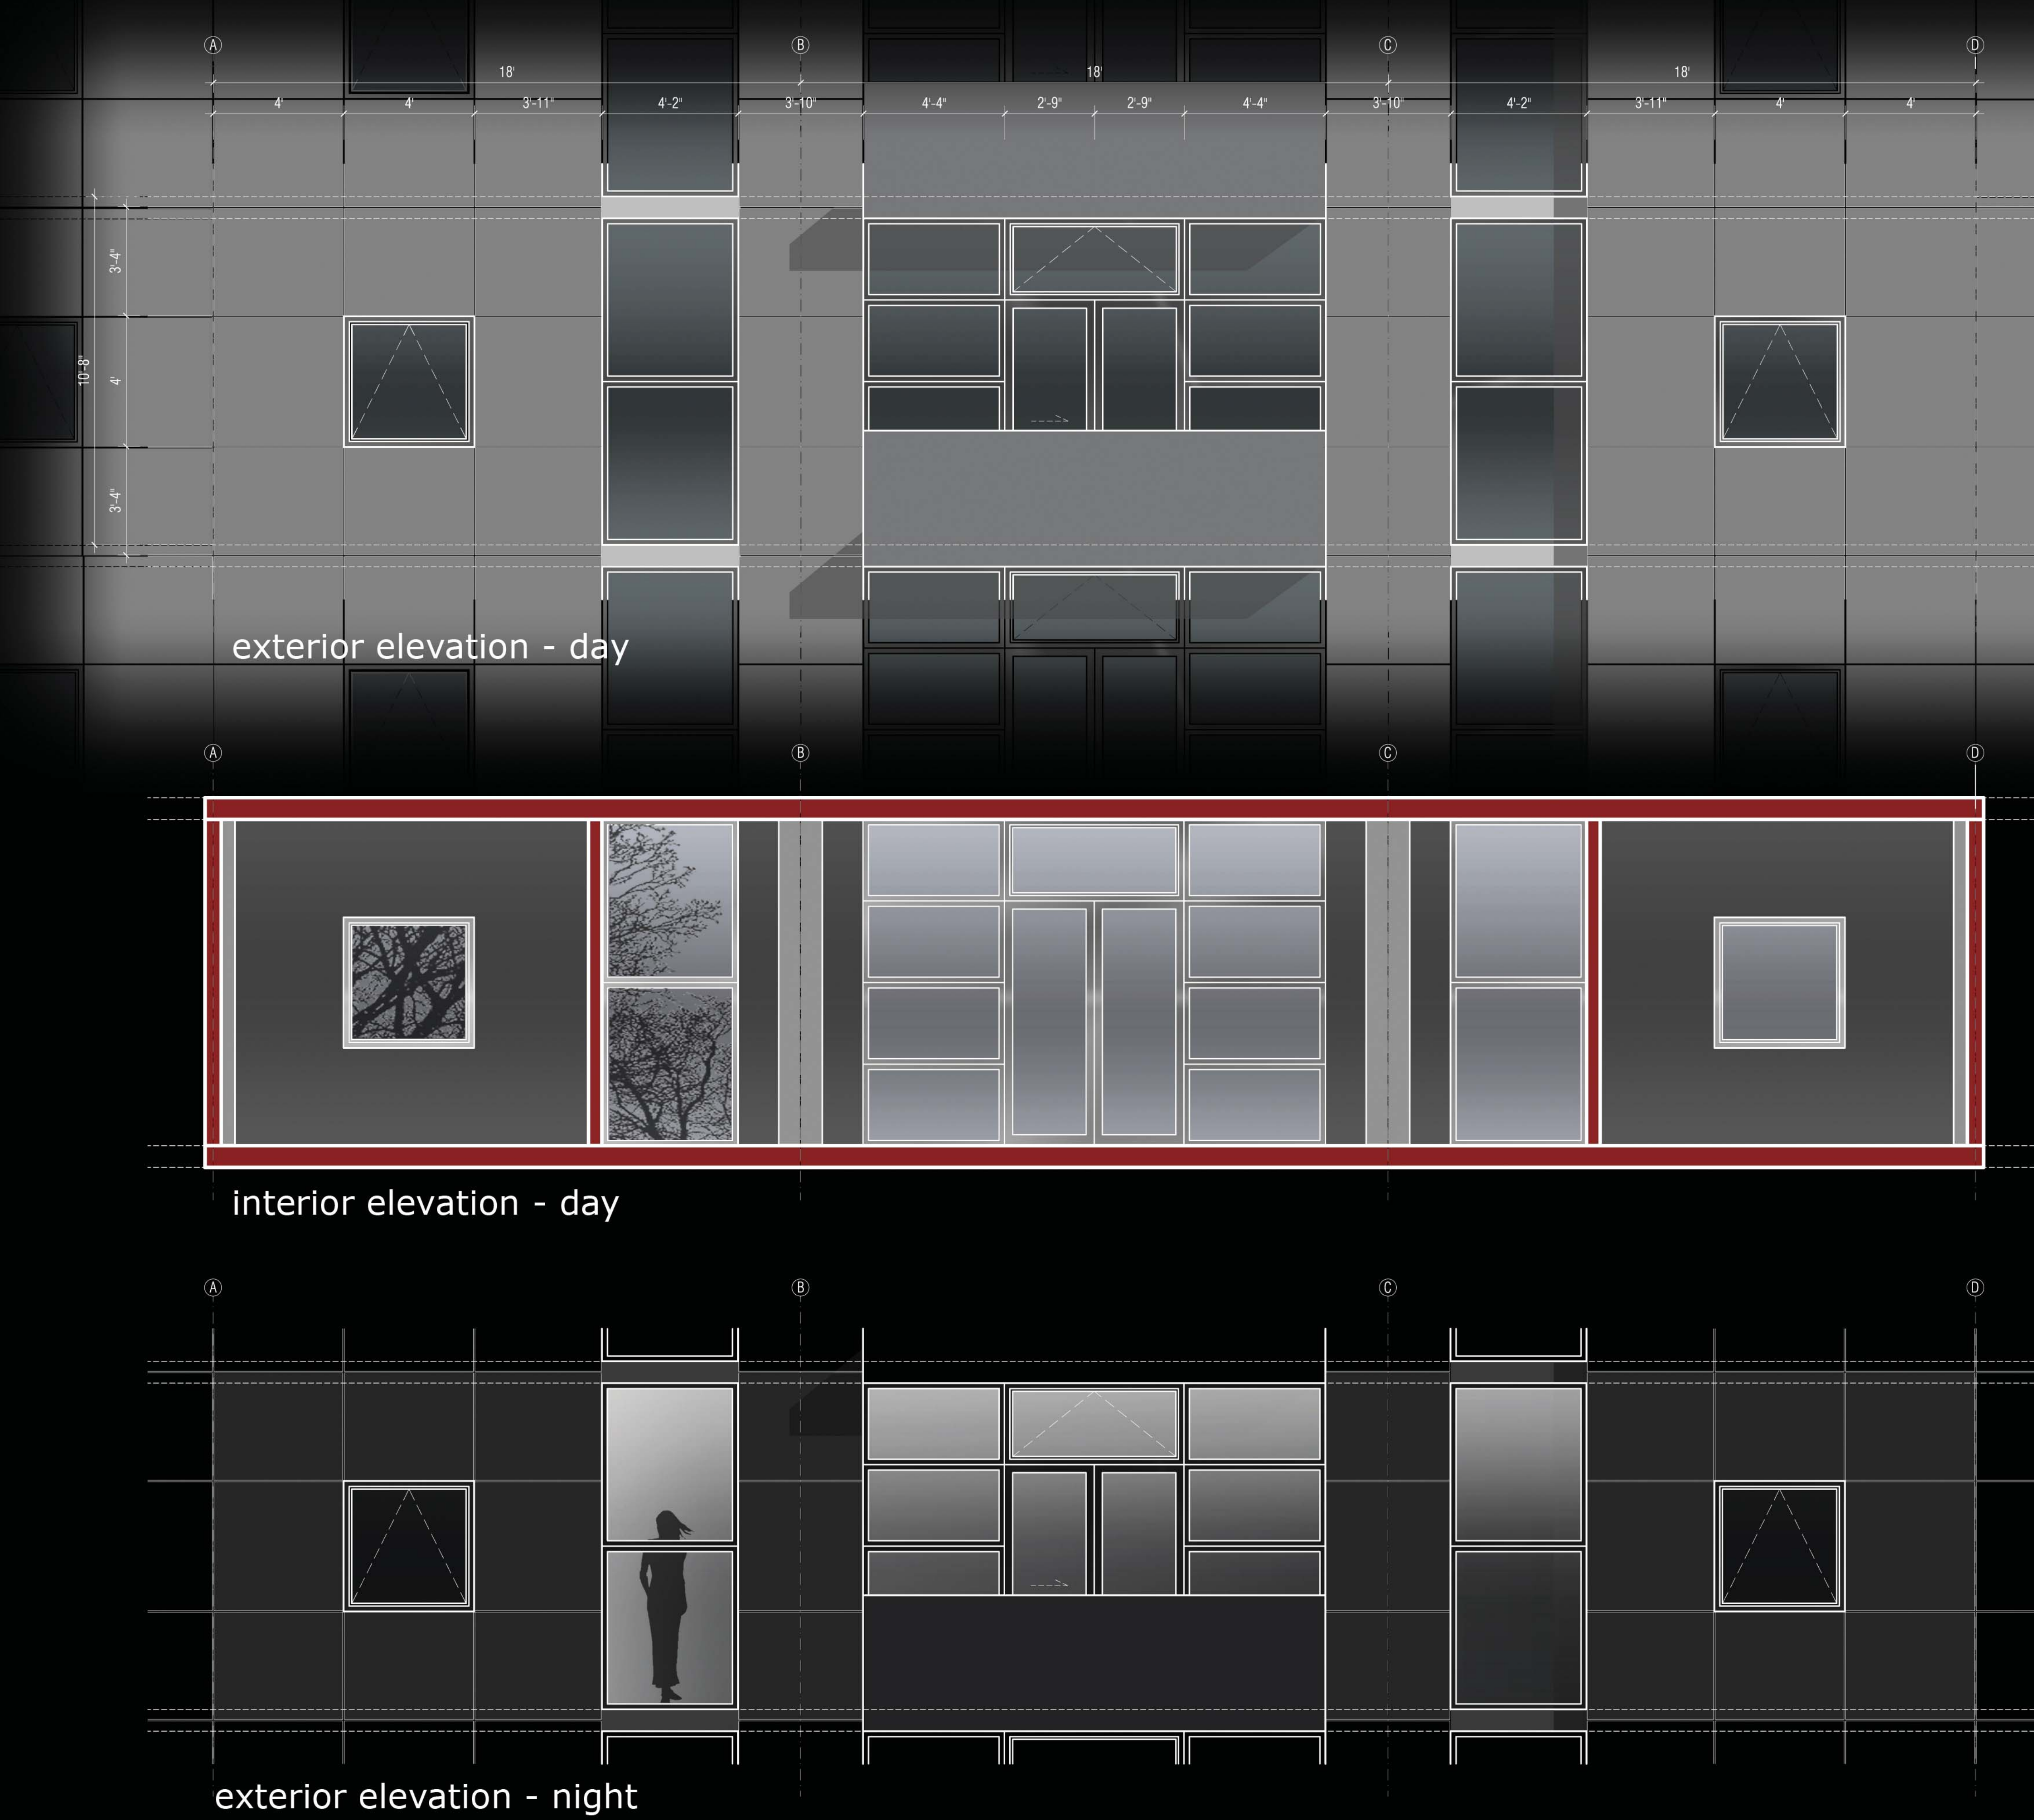 A B C D
18' 18' 18'
4' 4' 3'-11" 4'-2" 3'-10" 4'-4" 2'-9" 2'-9" 4'-4" 3'-10" 4'-2" 3'-11" 4' 4'
3'-4"
10'-8" 4'
3'-4"
exterior elevation - day
A B C D
interior elevation - day
A B C D
exterior elevation - night